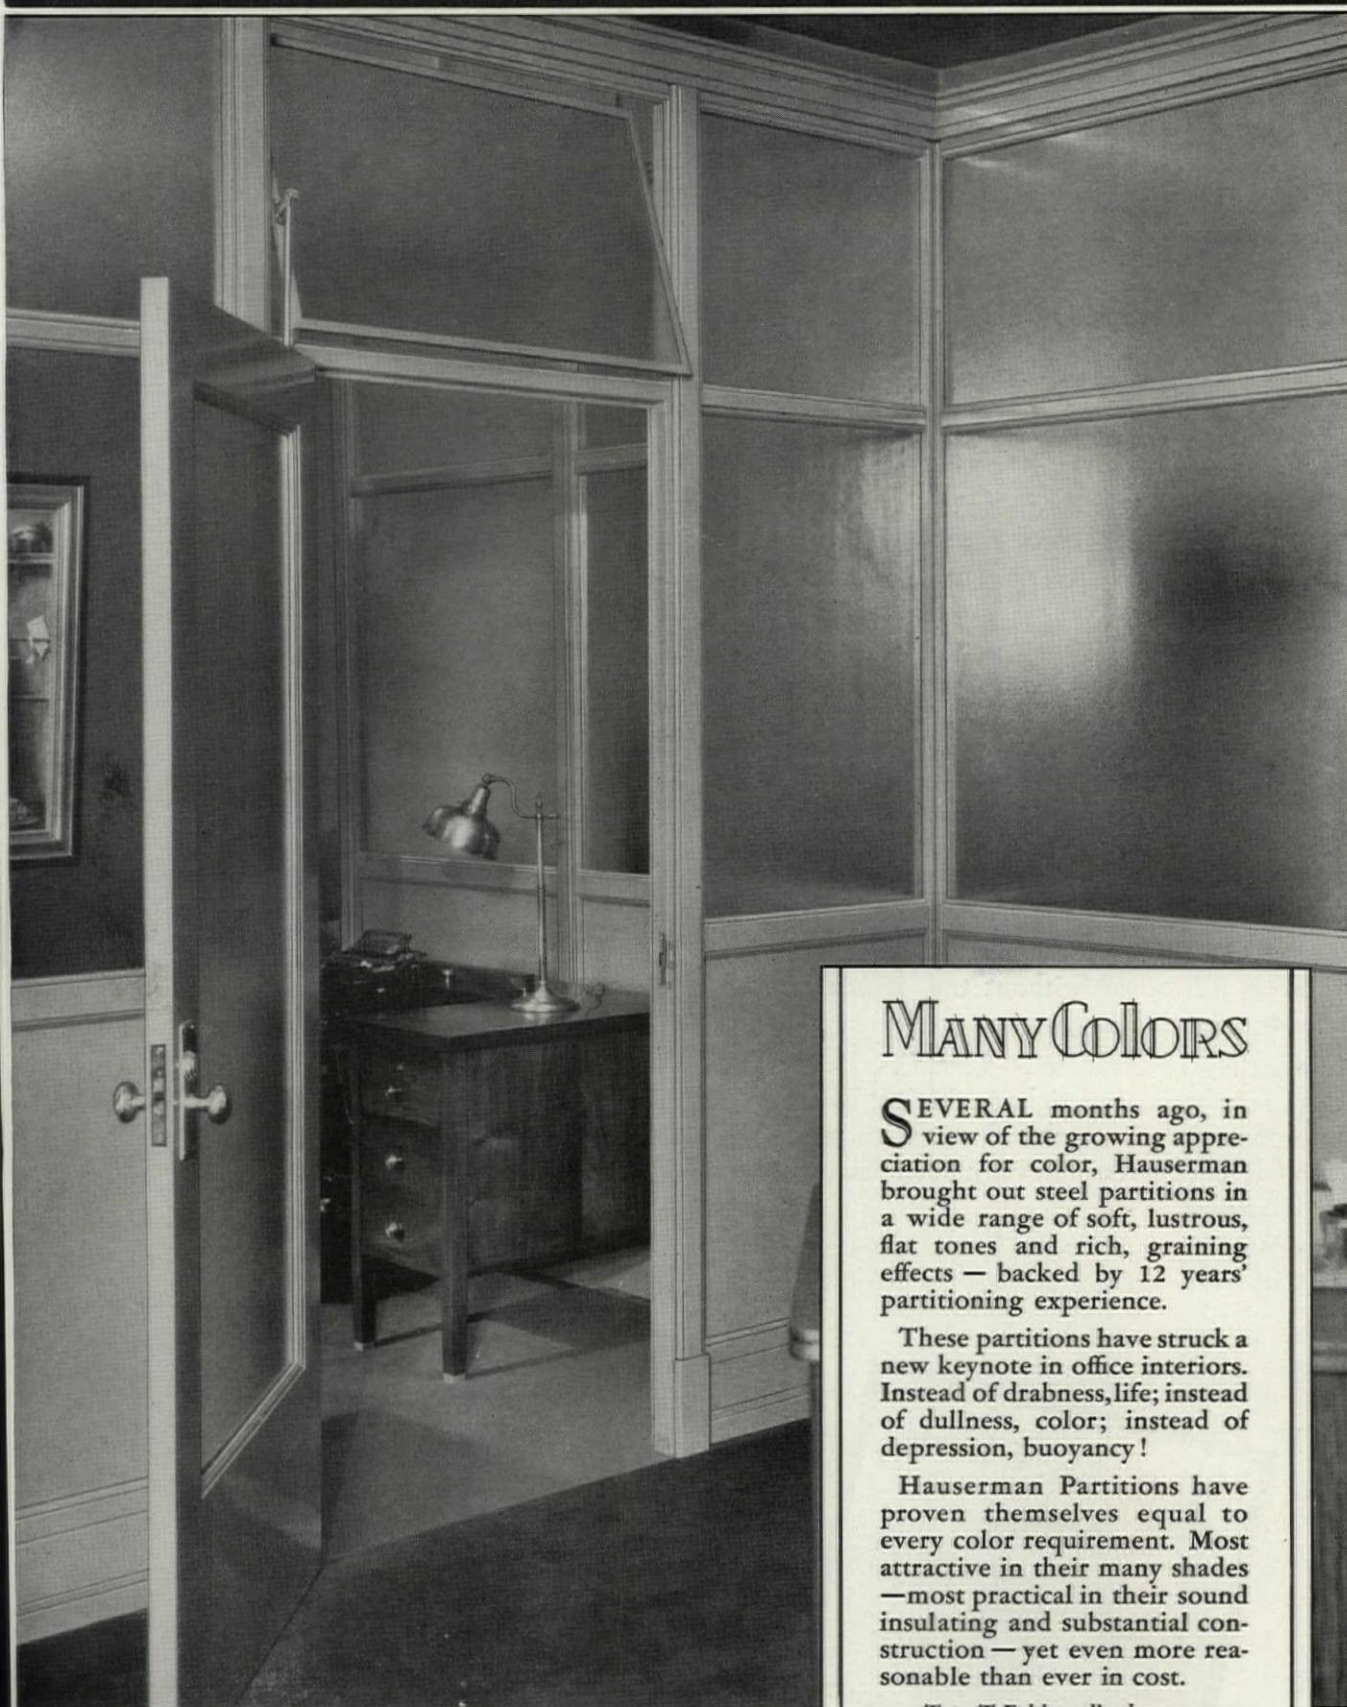 MANY COLORS
SEVERAL months ago, in
view of the growing appre-
ciation for color, Hauserman
brought out steel partitions in
a wide range of soft, lustrous,
flat tones and rich, graining
effects — backed by 12 years'
partitioning experience.
These partitions have struck a
new keynote in office interiors.
Instead of drabness, life; instead
of dullness, color; instead of
depression, buoyancy!
Hauserman Partitions have
proven themselves equal to
every color requirement. Most
attractive in their many shades
—most practical in their sound
insulating and substantial con-
struction — yet even more rea-
sonable than ever in cost.